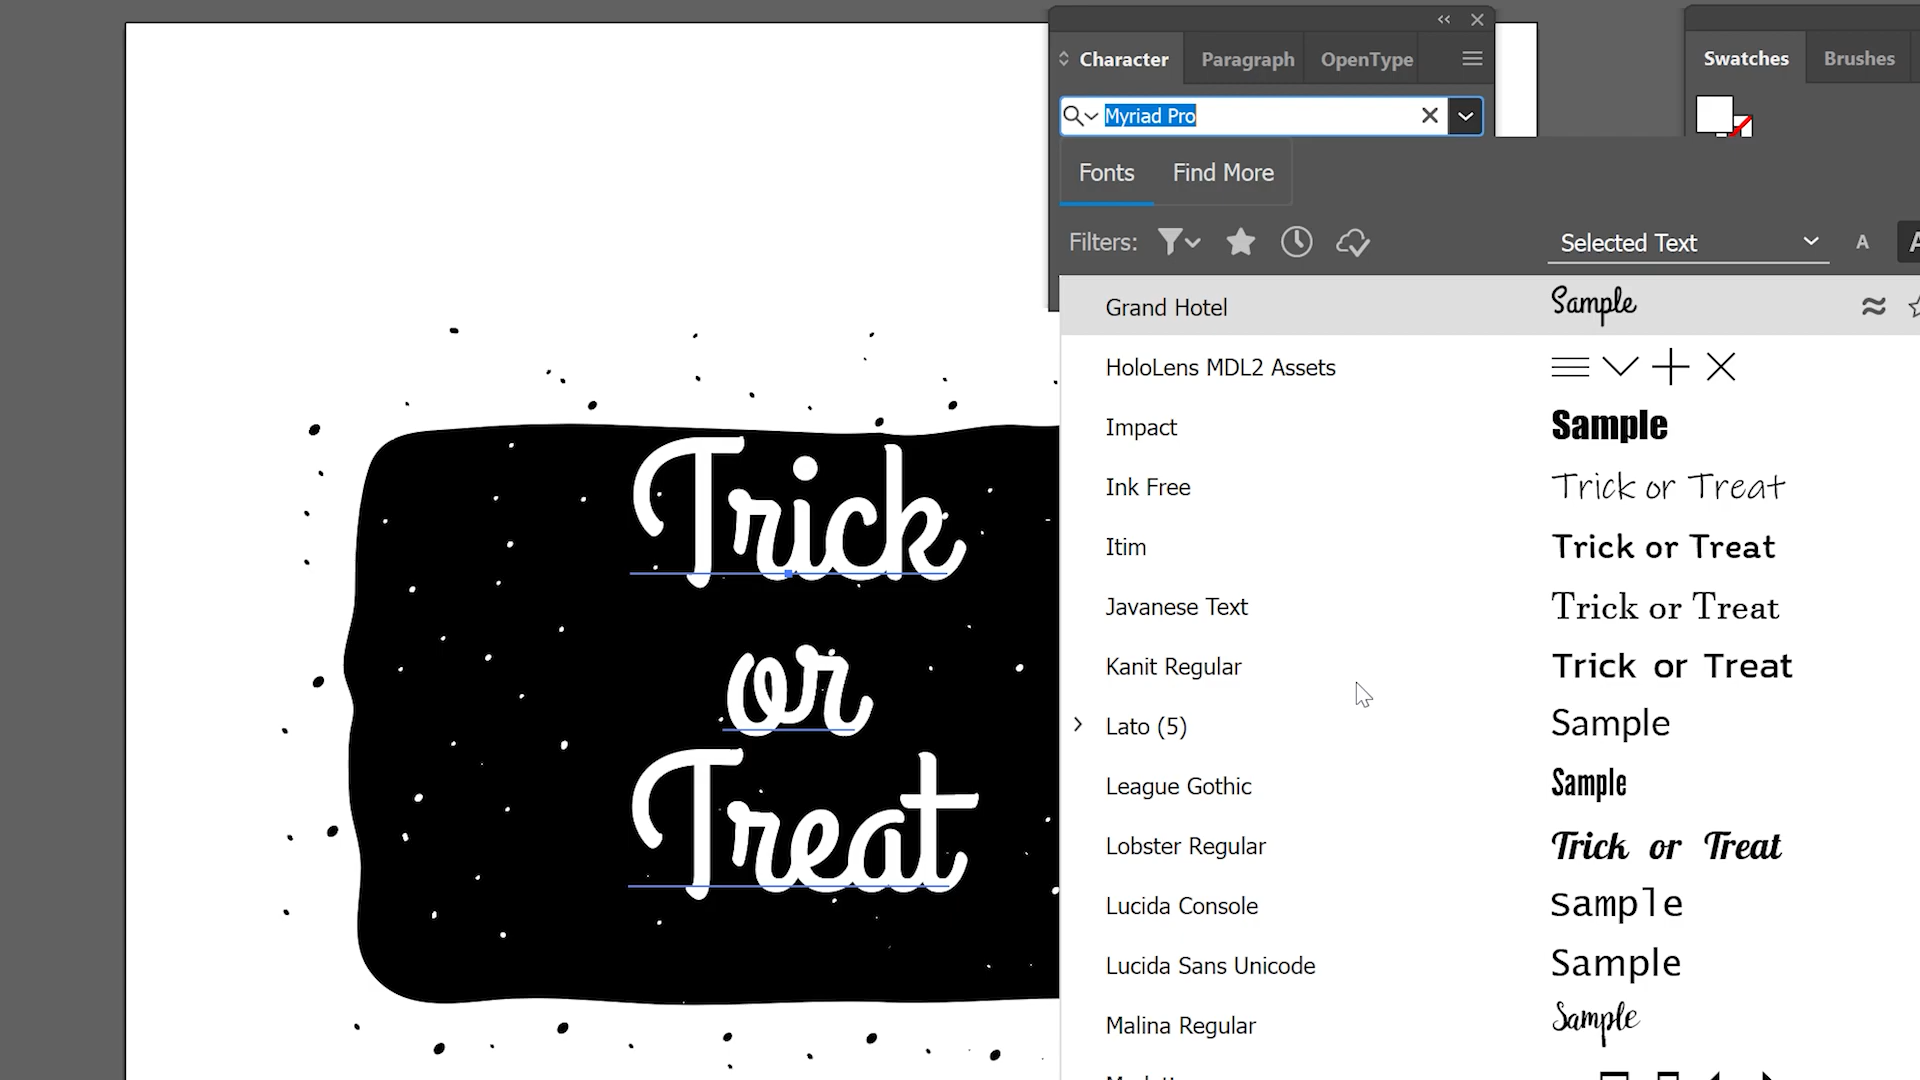 Character Paragraph OpenType
Swatches Brushes
Myriad Pro
Fonts Find More
Filters: Selected Text A A
Grand Hotel Sample
HoloLens MDL2 Assets
Impact Sample
Ink Free Trick or Treat
Itim Trick or Treat
Javanese Text Trick or Treat
Kanit Regular Trick or Treat
Lato (5) Sample
League Gothic Sample
Lobster Regular Trick or Treat
Lucida Console Sample
Lucida Sans Unicode Sample
Malina Regular Sample
Trick
or
Treat